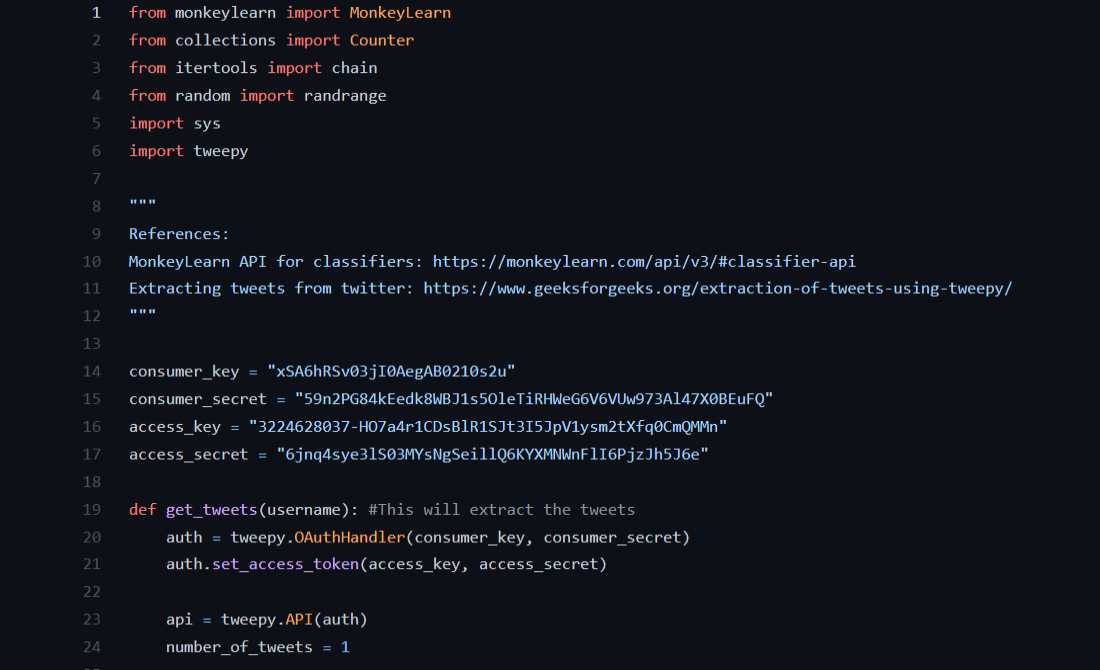 1 from monkeylearn import MonkeyLearn
2 from collections import Counter
3 from itertools import chain
4 from random import randrange
5 import sys
6 import tweepy
7
8 """
9 References:
10 MonkeyLearn API for classifiers: https://monkeylearn.com/api/v3/#classifier-api
11 Extracting tweets from twitter: https://www.geeksforgeeks.org/extraction-of-tweets-using-tweepy/
12 """
13
14 consumer_key = "xSA6hRSv03jI0AegAB0210s2u"
15 consumer_secret = "59n2PG84kEedk8WBJ1s5OleTiRHWeG6V6VUw973Al47X0BEuFQ"
16 access_key = "3224628037-HO7a4r1CDsBlR1SJt3I5JpV1ysm2tXfq0CmQMMn"
17 access_secret = "6jnq4sye3lS03MYsNgSeillQ6KYXMNWnFlI6PjzJh5J6e"
18
19 def get_tweets(username): #This will extract the tweets
20 auth = tweepy.OAuthHandler(consumer_key, consumer_secret)
21 auth.set_access_token(access_key, access_secret)
22
23 api = tweepy.API(auth)
24 number_of_tweets = 1